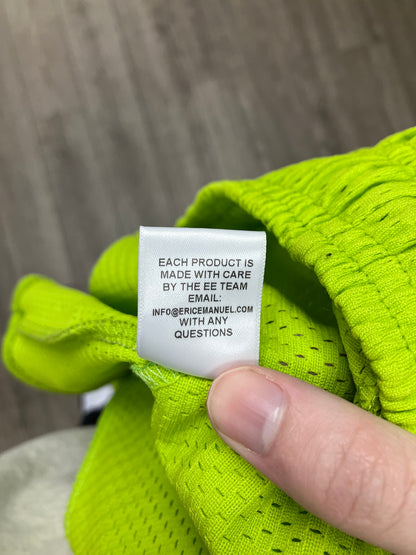 EACH PRODUCT IS
MADE WITH CARE
BY THE EE TEAM
EMAIL:
INFO@ERICEMANUEL.COM
WITH ANY
QUESTIONS